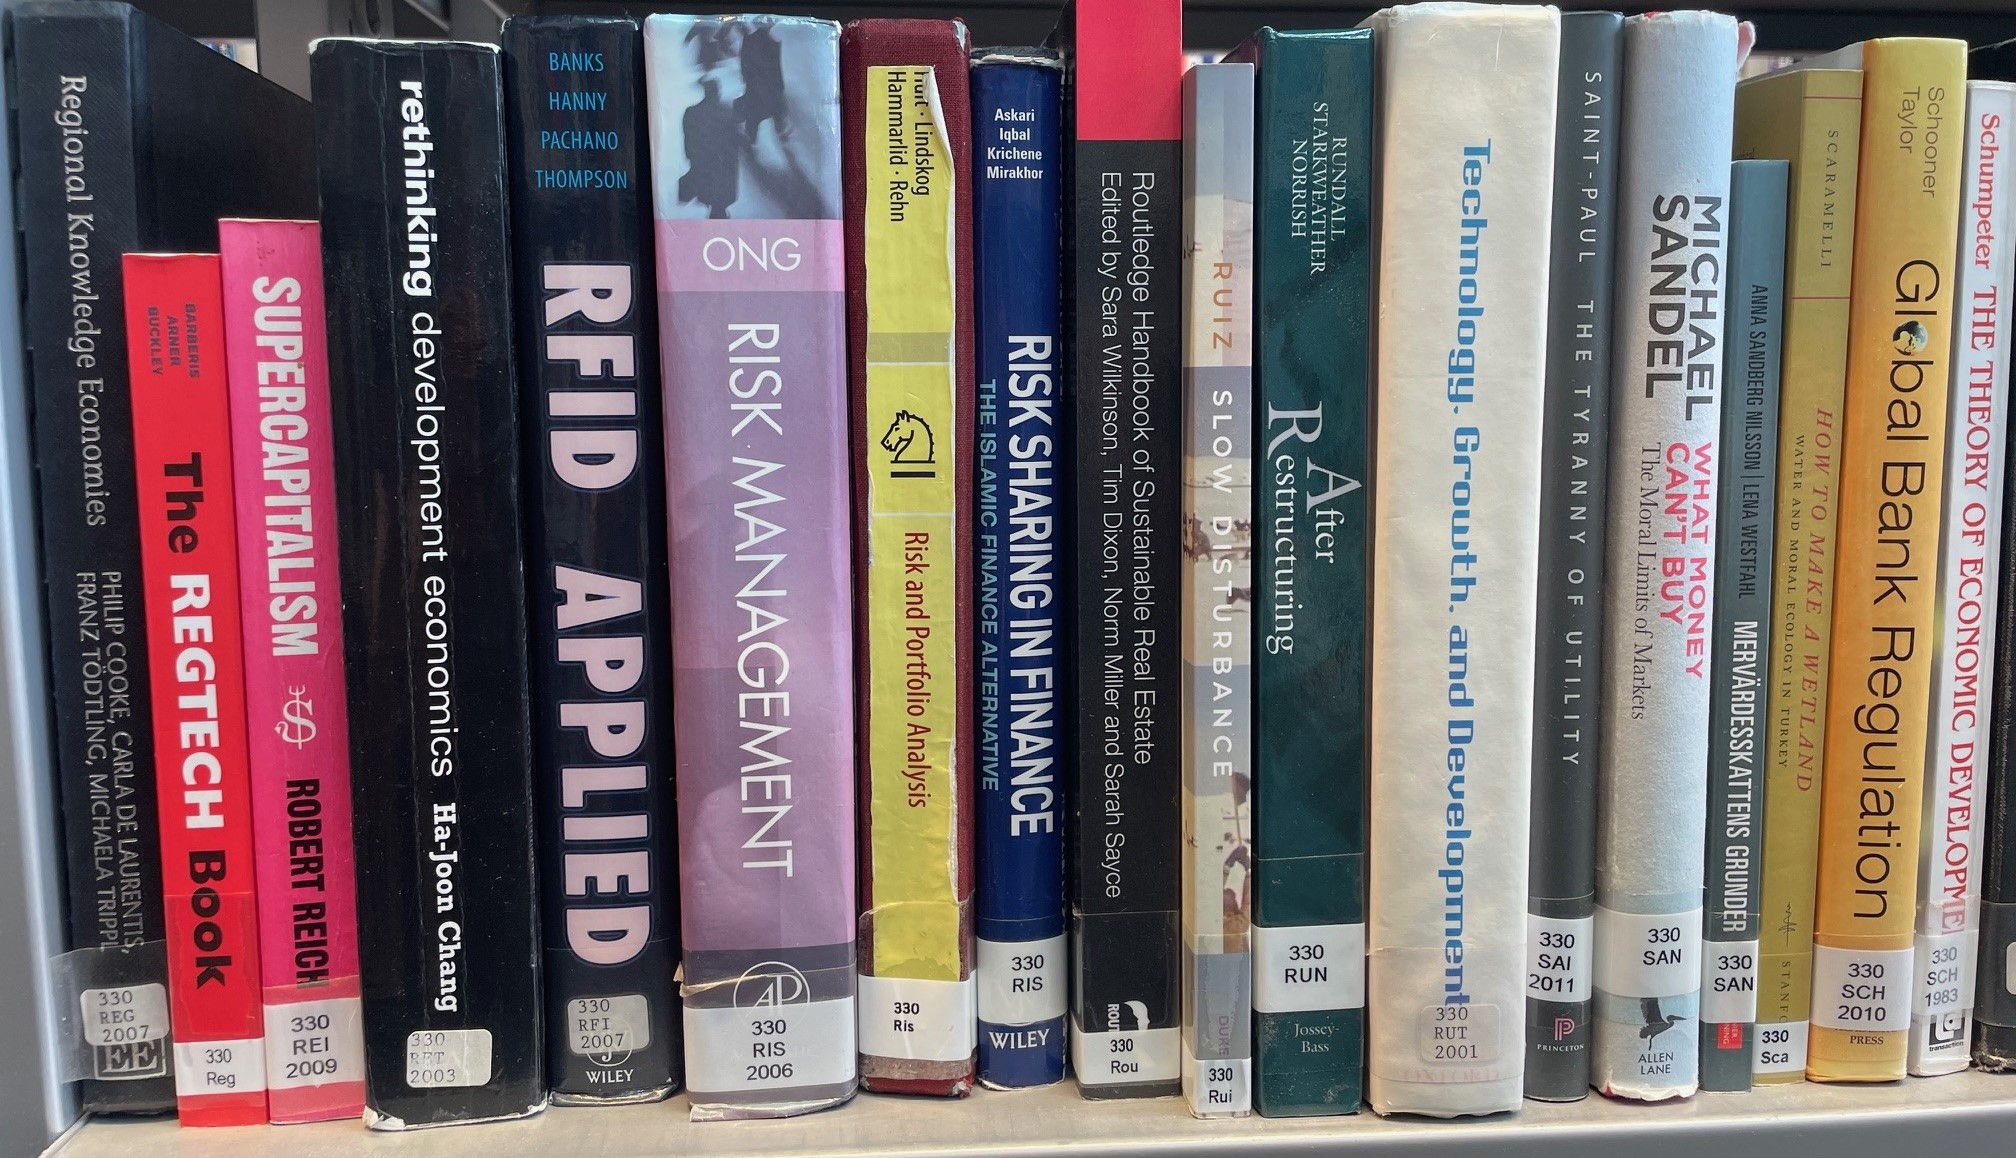 Regional Knowledge Economies
PHILIP COOKE, CARLA DE LAURENTIS,
FRANZ TÖDTLING, MICHAELA TRIPPL
330
REG
2007
EE
BARBERIS
ARNER
BUCKLEY
The REGTECH Book
330
Reg
SUPERCAPITALISM
ROBERT REICH
330
REI
2009
rethinking development economics Ha-Joon Chang
330
RET
2003
BANKS
HANNY
PACHANO
THOMPSON
RFID APPLIED
330
RFI
2007
WILEY
ONG
RISK MANAGEMENT
AP
330
RIS
2006
Hult · Lindskog
Hammarlid · Rehn
Risk and Portfolio Analysis
330
Ris
Askari
Iqbal
Krichene
Mirakhor
RISK SHARING IN FINANCE
THE ISLAMIC FINANCE ALTERNATIVE
330
RIS
WILEY
Routledge Handbook of Sustainable Real Estate
Edited by Sara Wilkinson, Tim Dixon, Norm Miller and Sarah Sayce
ROUT
330
Rou
RUIZ SLOW DISTURBANCE
DUKE
330
Rui
RUNDALL
STARKWEATHER
NORRISH
After
Restructuring
330
RUN
Jossey-
Bass
Technology, Growth, and Development
330
RUT
2001
OXFORD
SAINT-PAUL THE TYRANNY OF UTILITY
330
SAI
2011
PRINCETON
MICHAEL
SANDEL
WHAT MONEY
CAN'T BUY
The Moral Limits of Markets
330
SAN
ALLEN
LANE
ANNA SANDBERG NILSSON | LENA WESTFAHL MERVÄRDESSKATTENS GRUNDER
330
SAN
SCARAMELLI
HOW TO MAKE A WETLAND
WATER AND MORAL ECOLOGY IN TURKEY
STANFO
330
Sca
Schooner
Taylor
Global Bank Regulation
330
SCH
2010
PRESS
Schumpeter THE THEORY OF ECONOMIC DEVELOPME
330
SCH
1983
transaction